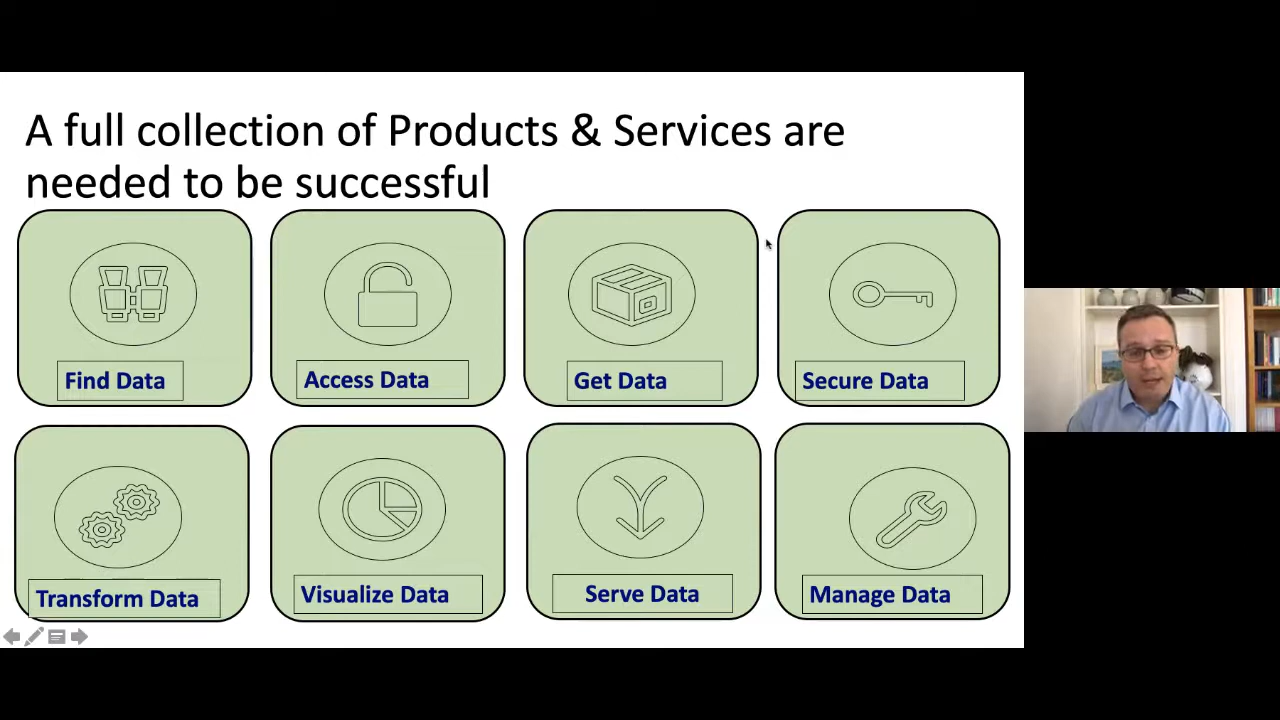 A full collection of Products & Services are
needed to be successful
Find Data
Access Data
Get Data
Secure Data
Transform Data
Visualize Data
Serve Data
Manage Data